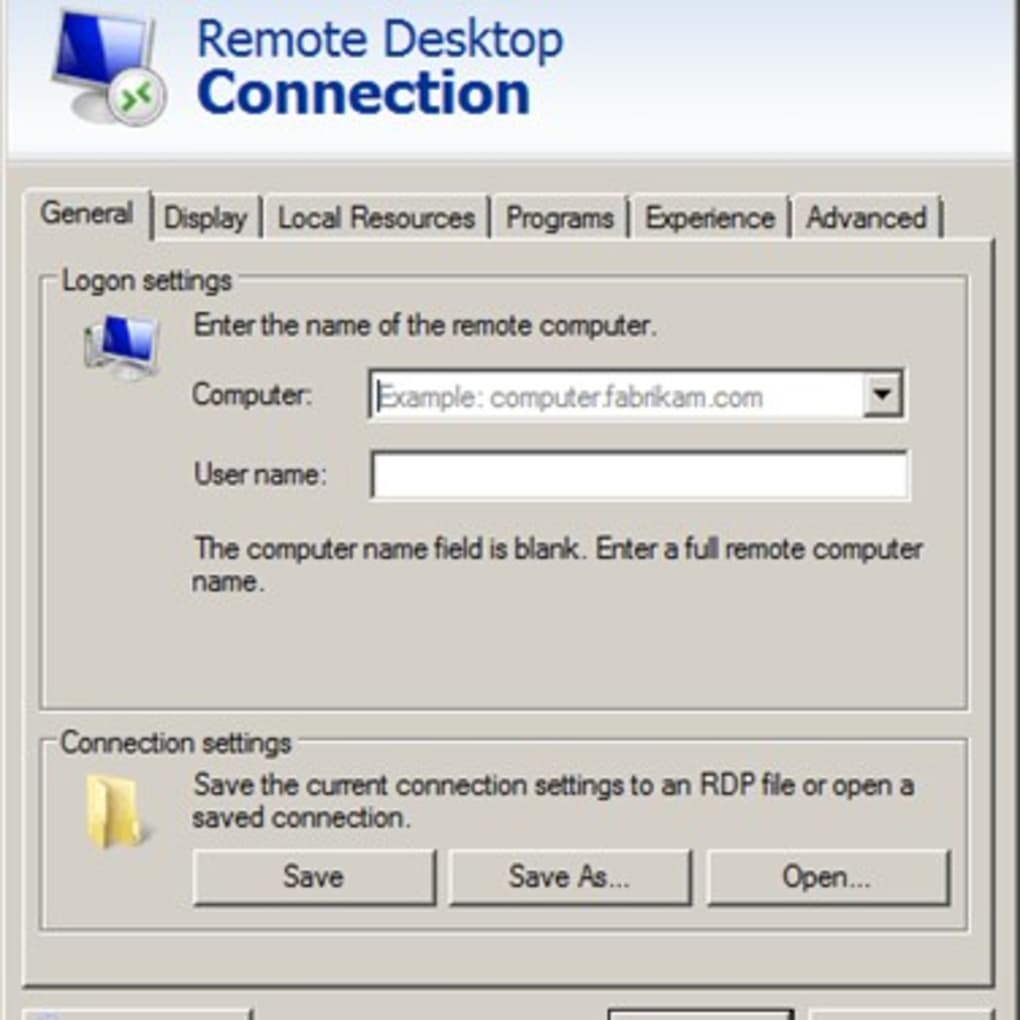 Remote Desktop
Connection
General Display Local Resources Programs Experience Advanced
Logon settings
Enter the name of the remote computer.
Computer: Example: computer.fabrikam.com
User name:
The computer name field is blank. Enter a full remote computer
name.
Connection settings
Save the current connection settings to an RDP file or open a
saved connection.
Save Save As... Open...